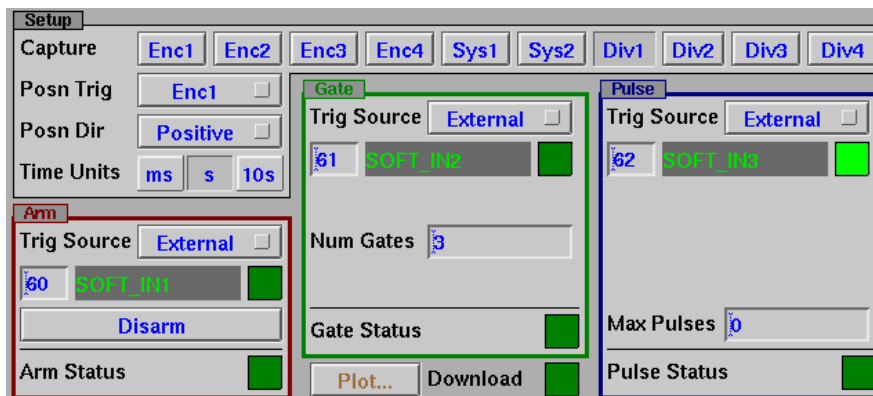 Setup
Capture Enc1 Enc2 Enc3 Enc4 Sys1 Sys2 Div1 Div2 Div3 Div4
Posn Trig Enc1
Posn Dir Positive
Time Units ms s 10s
Arm
Trig Source External
60 SOFT_IN1
Disarm
Arm Status
Gate
Trig Source External
61 SOFT_IN2
Num Gates 3
Gate Status
Plot... Download
Pulse
Trig Source External
62 SOFT_IN3
Max Pulses 0
Pulse Status